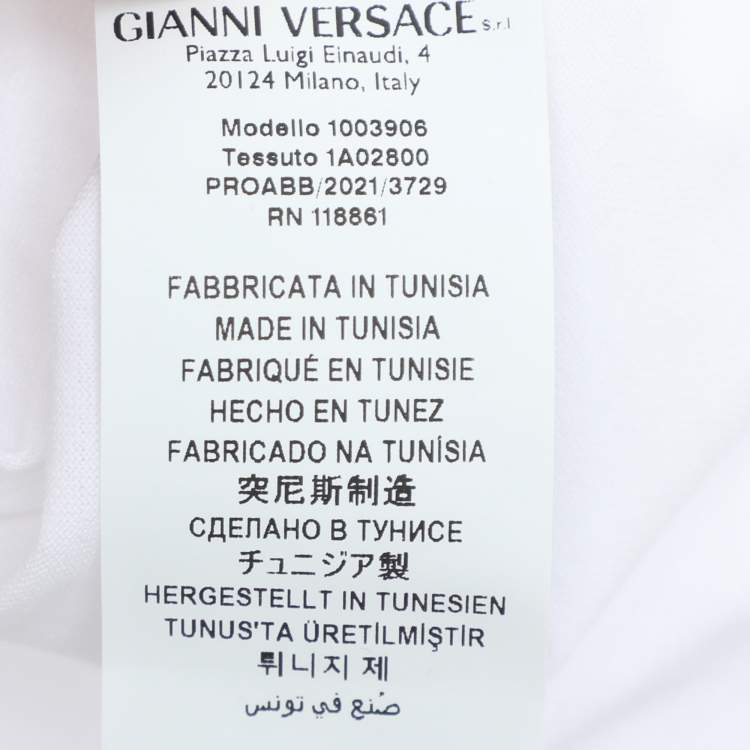 GIANNI VERSACE s.r.l
Piazza Luigi Einaudi, 4
20124 Milano, Italy
Modello 1003906
Tessuto 1A02800
PROABB/2021/3729
RN 118861
FABBRICATA IN TUNISIA
MADE IN TUNISIA
FABRIQUÉ EN TUNISIE
HECHO EN TUNEZ
FABRICADO NA TUNÍSIA
突尼斯制造
СДЕЛАНО В ТУНИСЕ
チュニジア製
HERGESTELLT IN TUNESIEN
TUNUS'TA ÜRETİLMİŞTİR
튀니지 제
صُنع في تونس